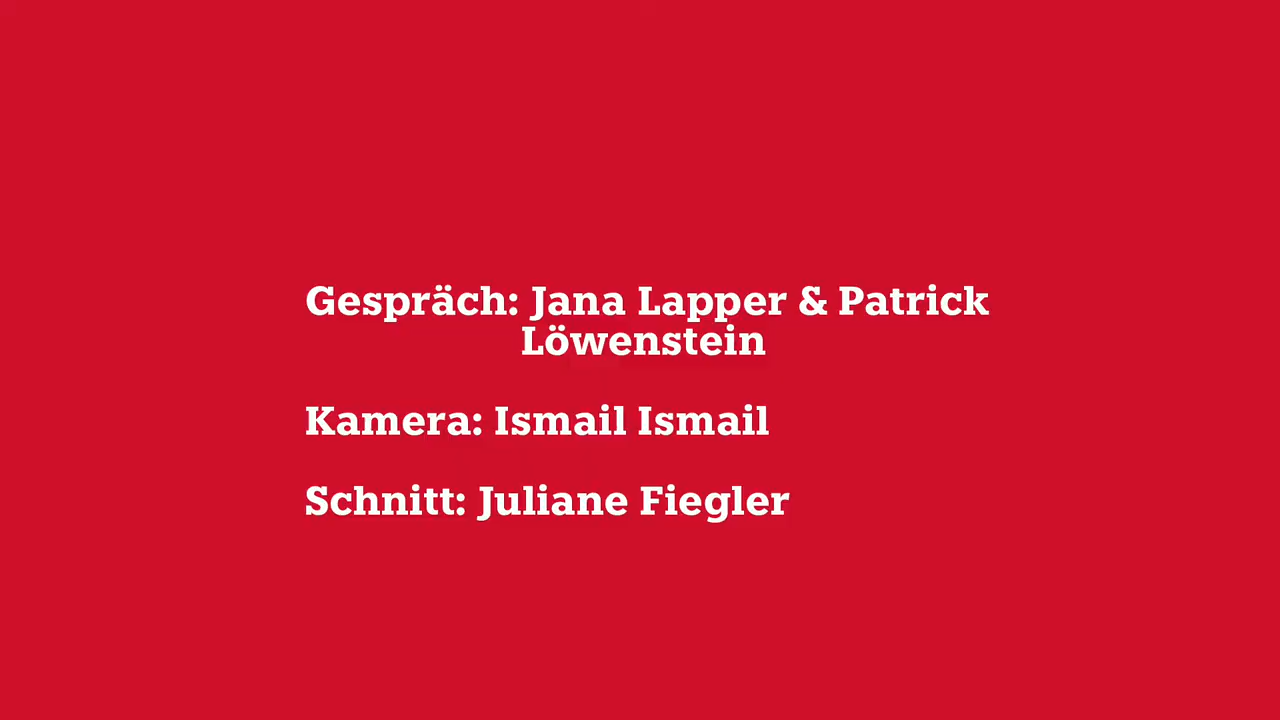 Gespräch: Jana Lapper & Patrick
Löwenstein
Kamera: Ismail Ismail
Schnitt: Juliane Fiegler